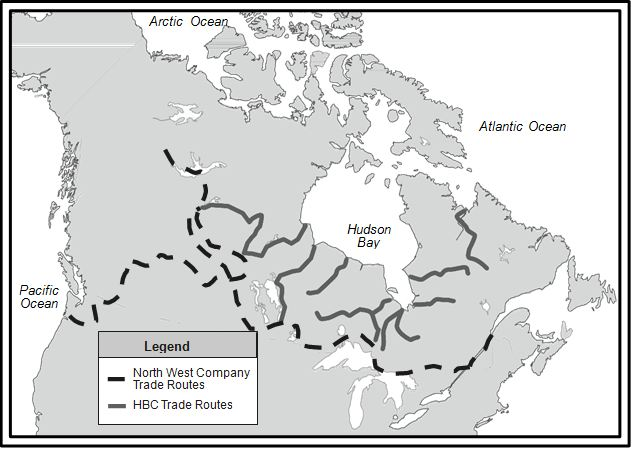 Arctic Ocean
Atlantic Ocean
Hudson
Bay
Pacific
Ocean
Legend
North West Company
Trade Routes
HBC Trade Routes